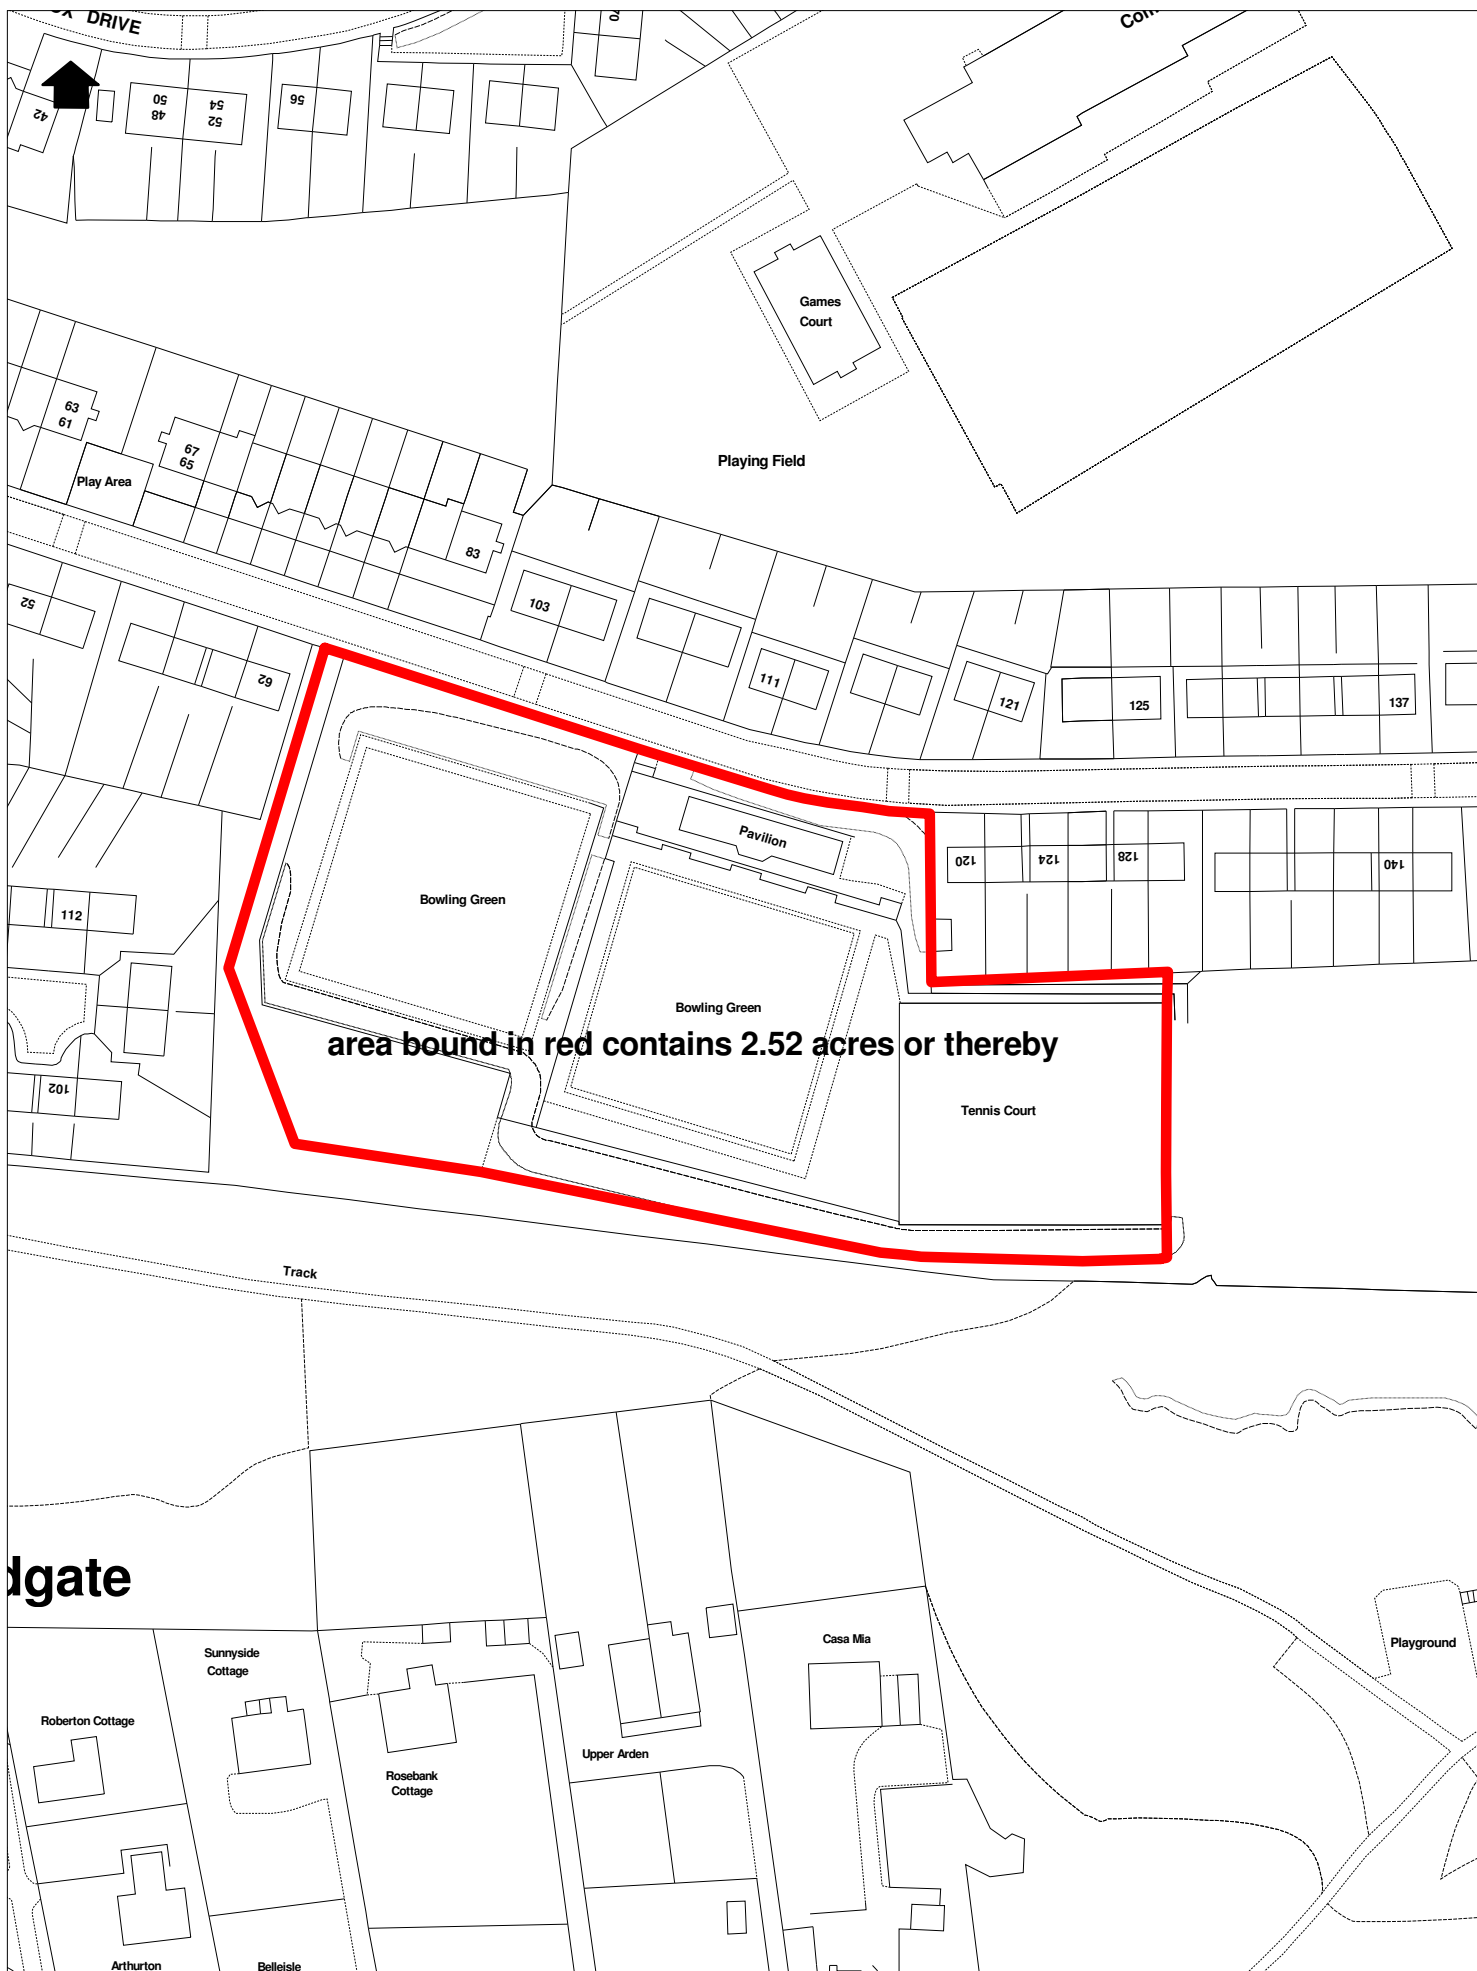 DRIVE
70
42
50
48
54
52
56
Games
Court
63
61
67
65
Play Area
Playing Field
83
103
52
62
111
121
125
137
Pavilion
120
124
128
140
Bowling Green
112
Bowling Green
area bound in red contains 2.52 acres or thereby
102
Tennis Court
Track
dgate
Sunnyside
Cottage
Casa Mia
Playground
Roberton Cottage
Upper Arden
Rosebank
Cottage
Arthurton
Belleisle